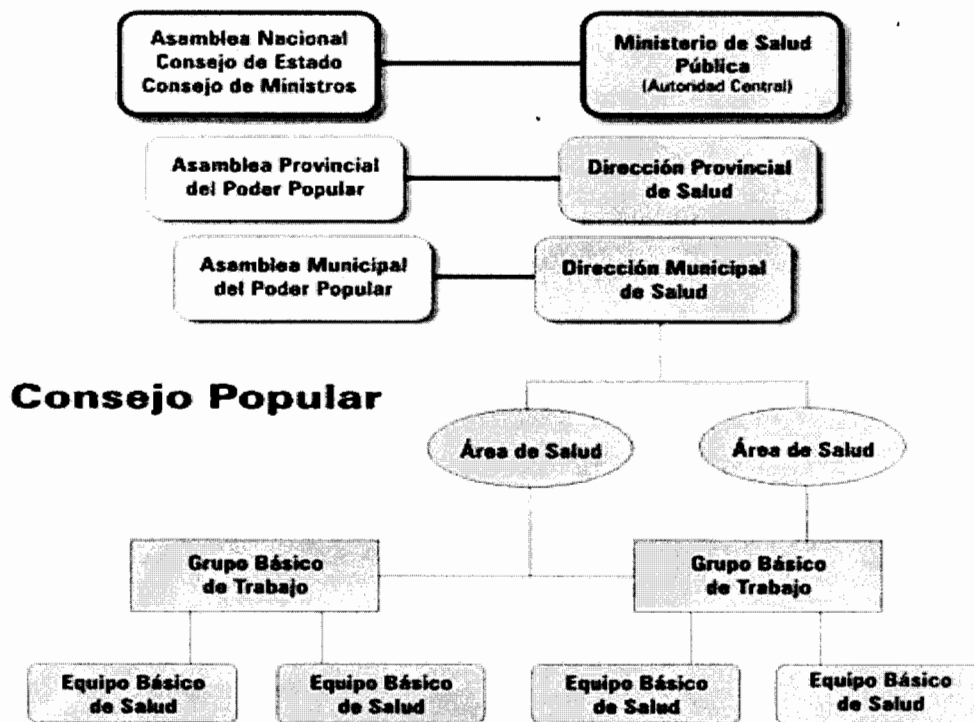 Asamblea Nacional
Consejo de Estado
Consejo de Ministros
Ministerio de Salud
Pública
(Autoridad Central)
Asamblea Provincial
del Poder Popular
Dirección Provincial
de Salud
Asamblea Municipal
del Poder Popular
Dirección Municipal
de Salud
Consejo Popular
Área de Salud
Área de Salud
Grupo Básico
de Trabajo
Grupo Básico
de Trabajo
Equipo Básico
de Salud
Equipo Básico
de Salud
Equipo Básico
de Salud
Equipo Básico
de Salud